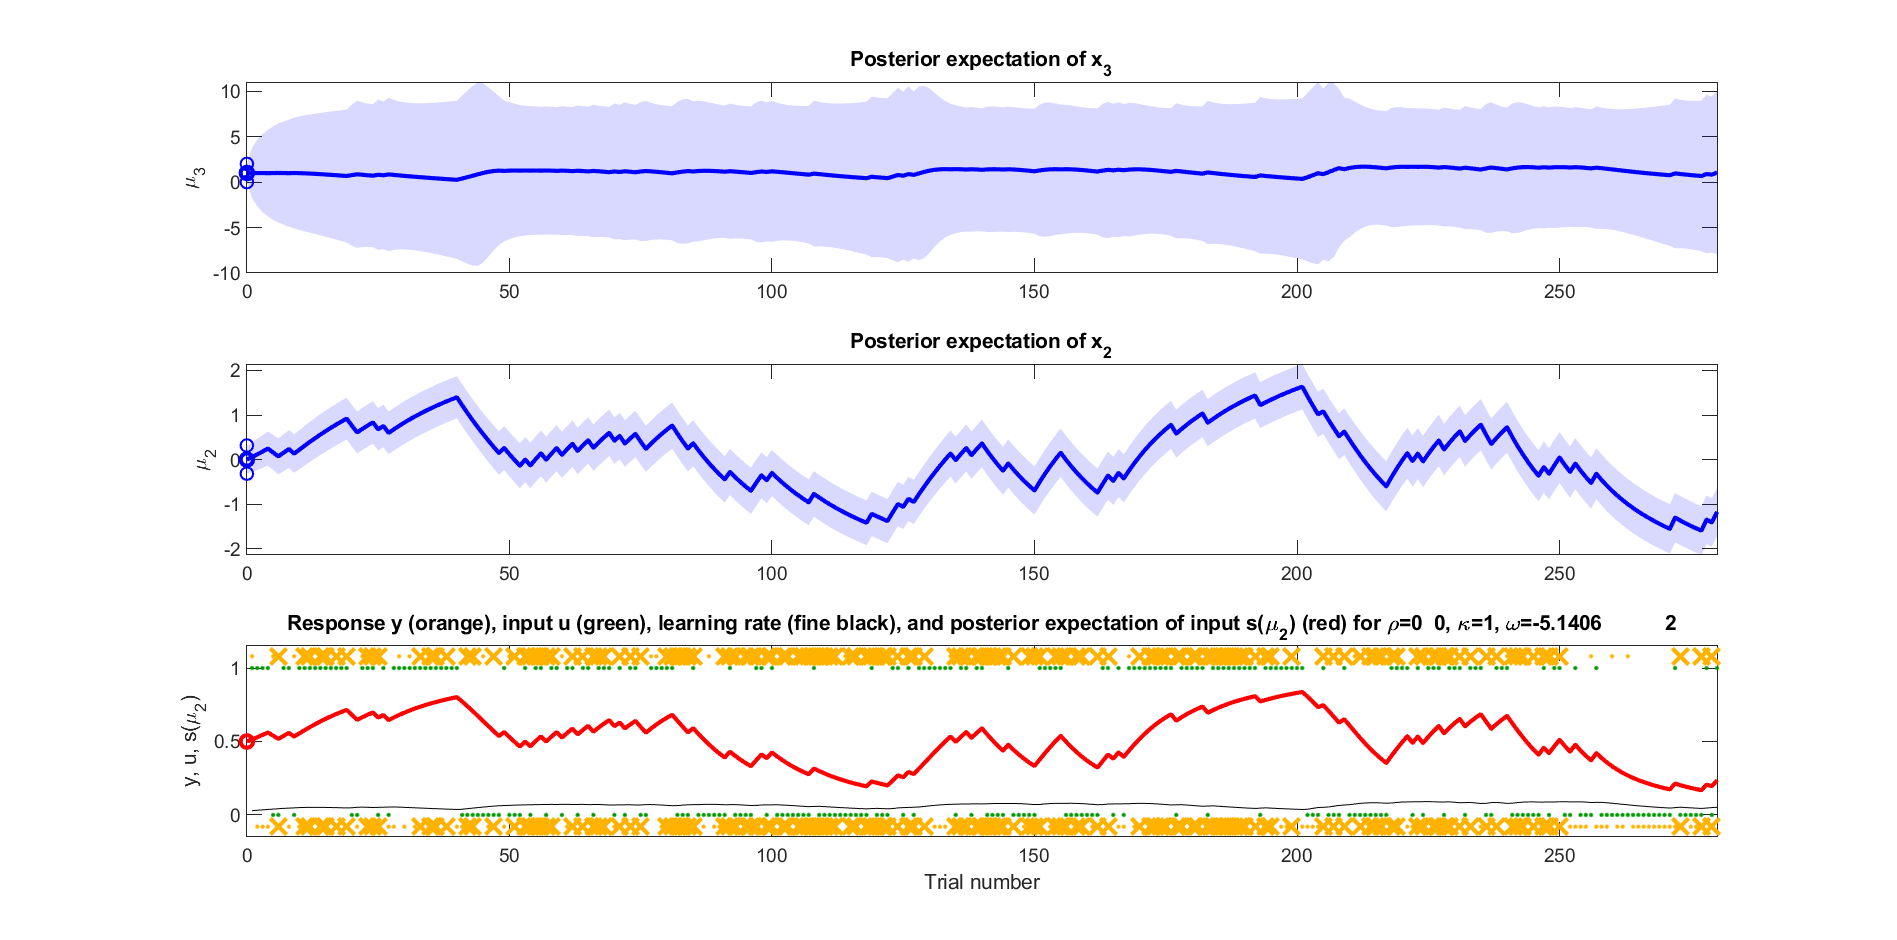 Posterior expectation of x3
10
5
0
-5
-10
μ3
0 50 100 150 200 250
Posterior expectation of x2
2
1
0
-1
-2
μ2
0 50 100 150 200 250
Response y (orange), input u (green), learning rate (fine black), and posterior expectation of input s(μ2) (red) for ρ=0 0, κ=1, ω=-5.1406 2
1
0.5
0
y, u, s(μ2)
0 50 100 150 200 250
Trial number